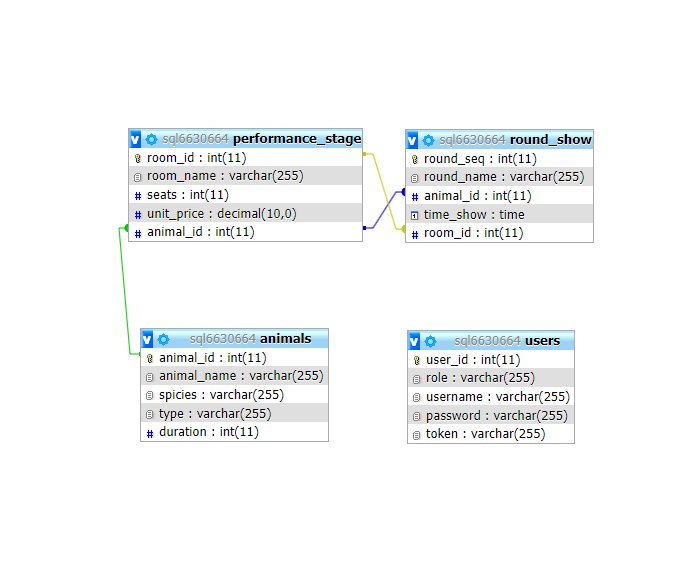 sql6630664 performance_stage
room_id : int(11)
room_name : varchar(255)
seats : int(11)
unit_price : decimal(10,0)
animal_id : int(11)
sql6630664 round_show
round_seq : int(11)
round_name : varchar(255)
animal_id : int(11)
time_show : time
room_id : int(11)
sql6630664 animals
animal_id : int(11)
animal_name : varchar(255)
spicies : varchar(255)
type : varchar(255)
duration : int(11)
sql6630664 users
user_id : int(11)
role : varchar(255)
username : varchar(255)
password : varchar(255)
token : varchar(255)